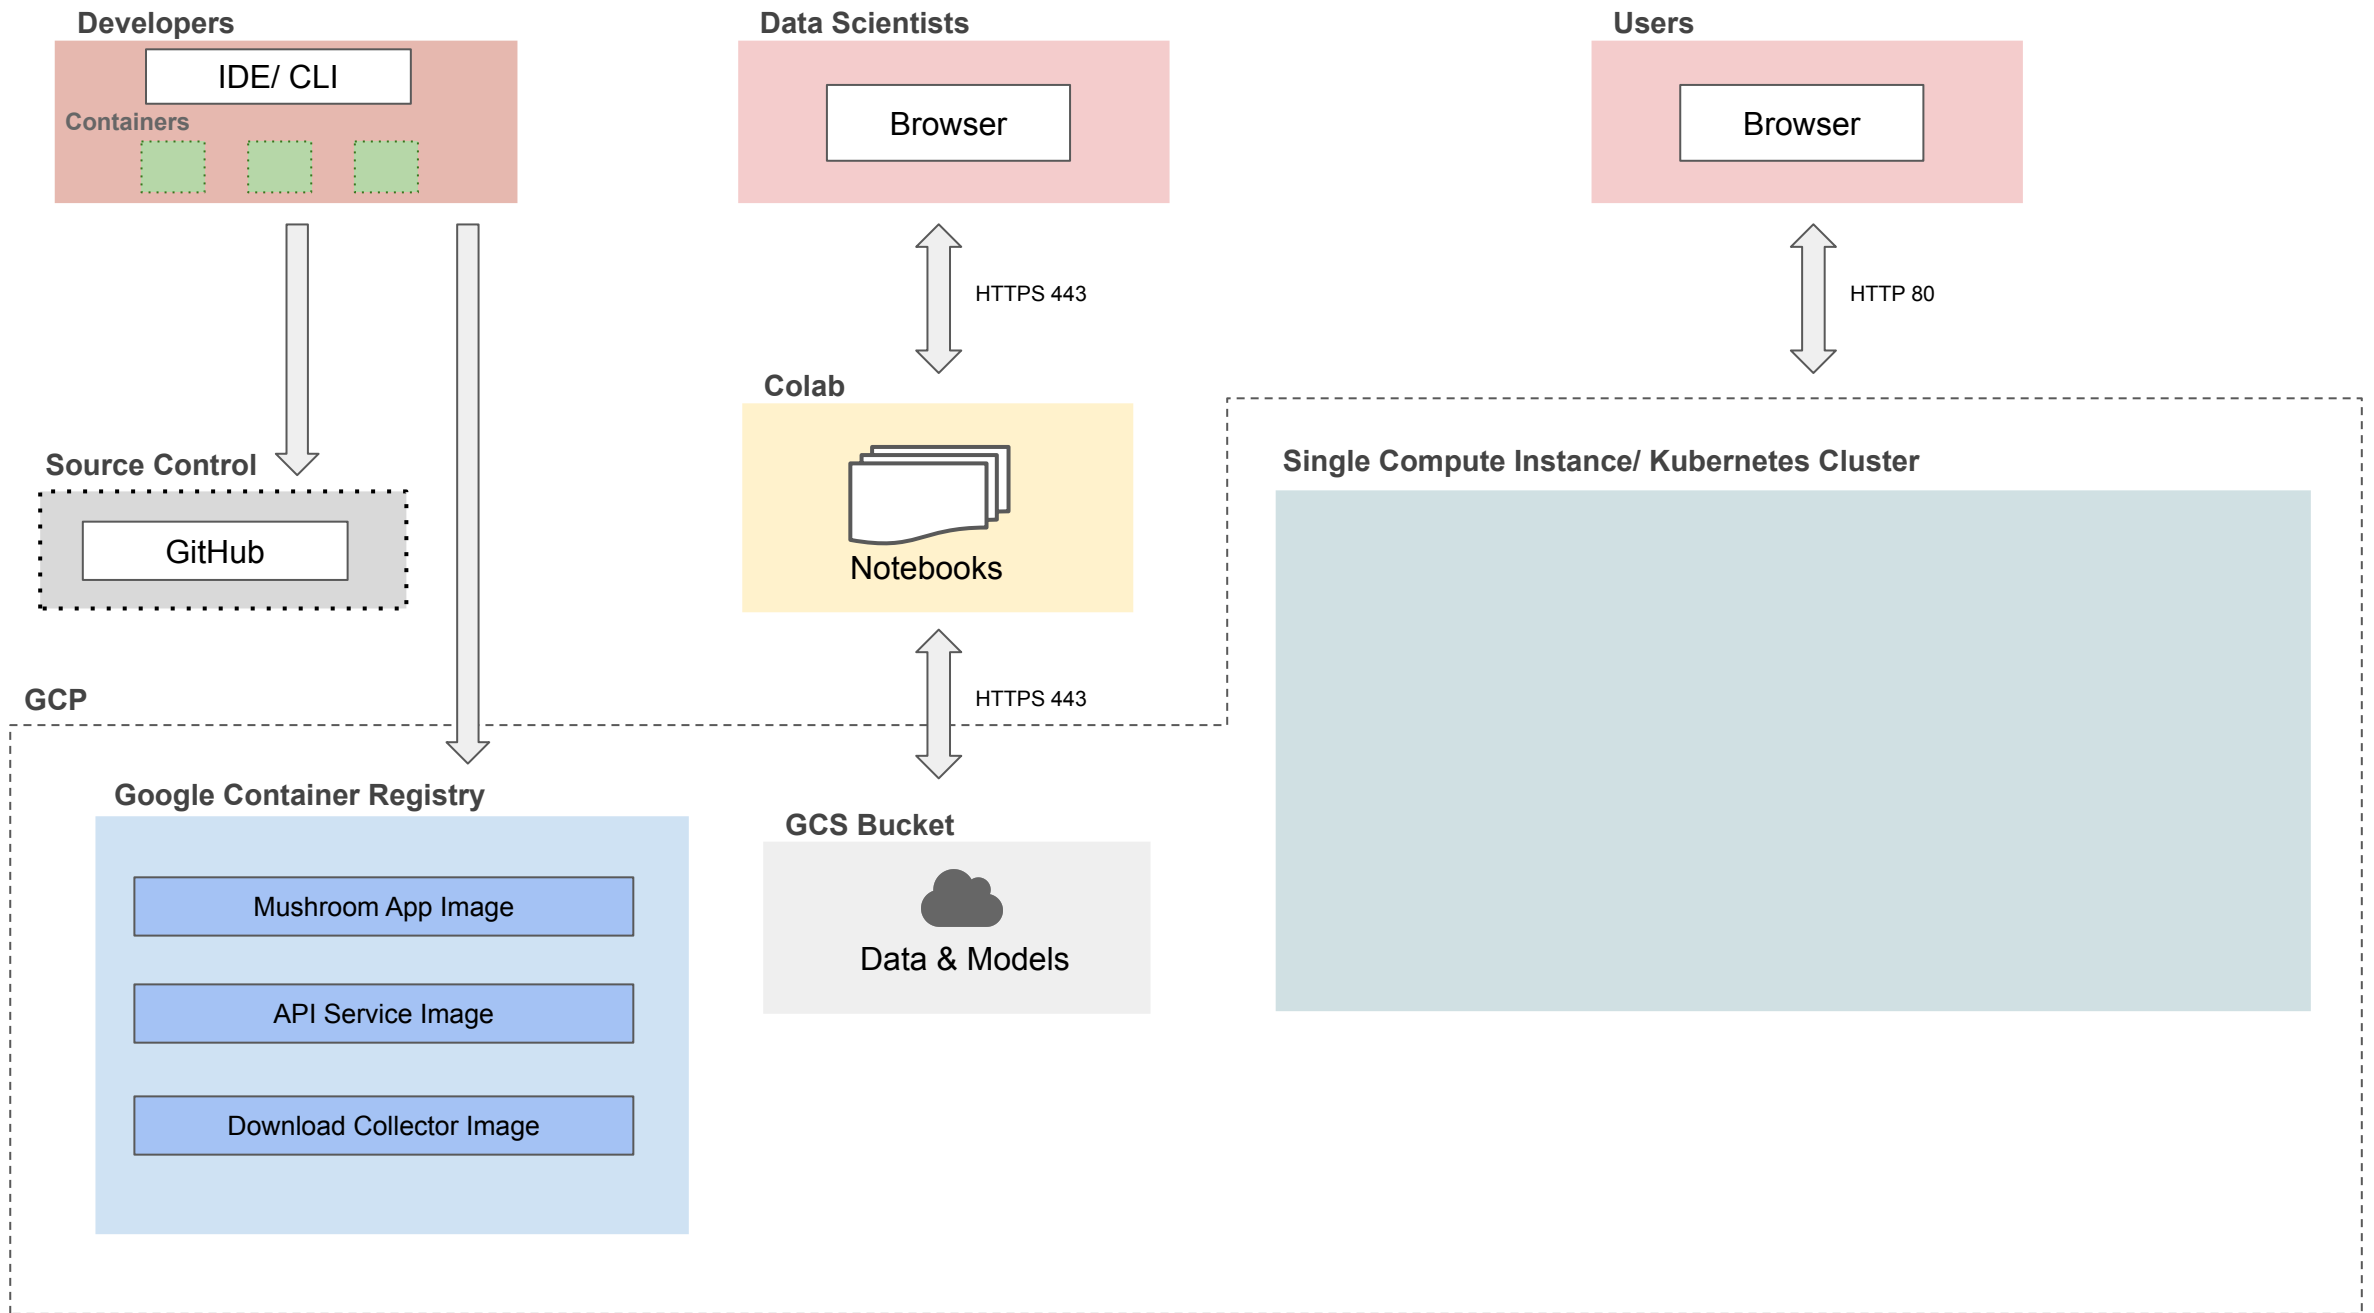 Developers
IDE/ CLI
Containers
Data Scientists
Browser
Users
Browser
HTTPS 443
HTTP 80
Colab
Notebooks
Source Control
GitHub
Single Compute Instance/ Kubernetes Cluster
GCP
HTTPS 443
Google Container Registry
Mushroom App Image
API Service Image
Download Collector Image
GCS Bucket
Data & Models